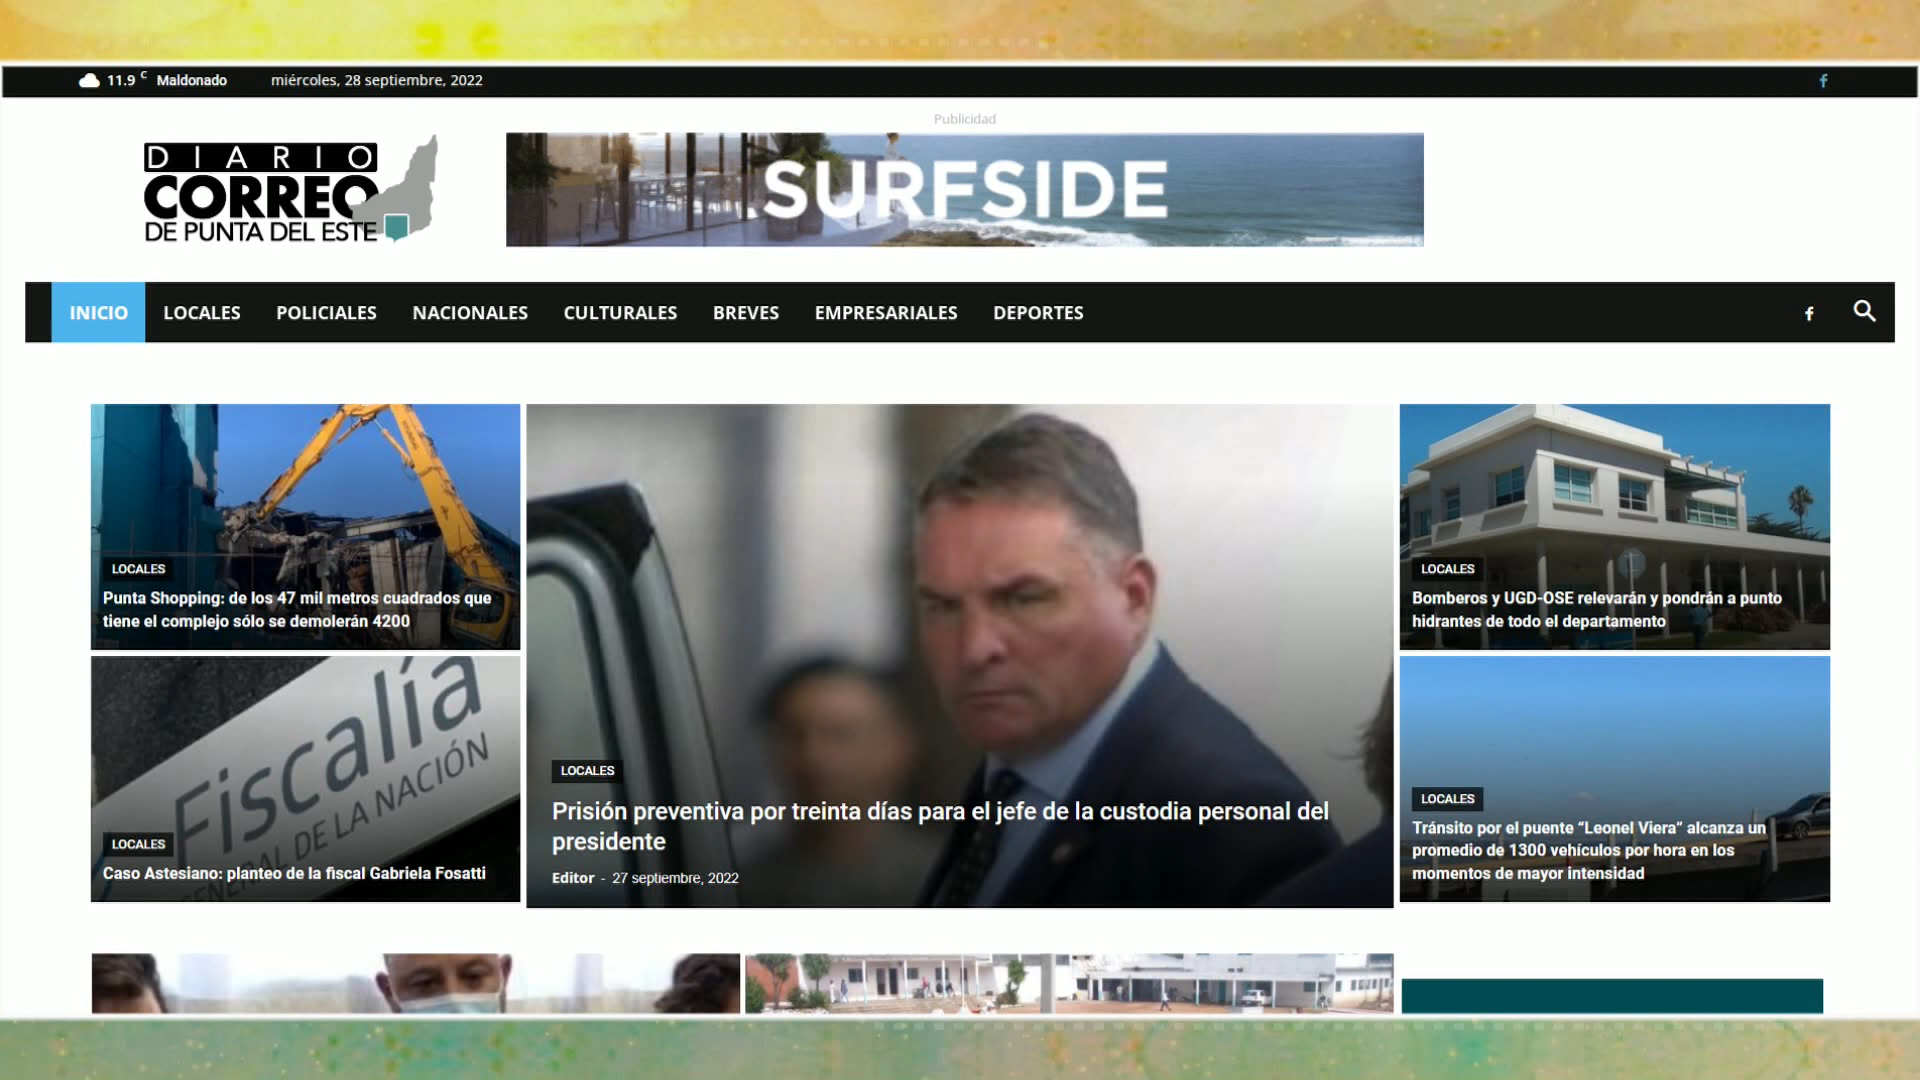 11.9 C Maldonado miércoles, 28 septiembre, 2022
Publicidad
DIARIO
CORREO
DE PUNTA DEL ESTE
SURFSIDE
INICIO LOCALES POLICIALES NACIONALES CULTURALES BREVES EMPRESARIALES DEPORTES
HYUNDAI
LOCALES
Punta Shopping: de los 47 mil metros cuadrados que
tiene el complejo sólo se demolerán 4200
Fiscalía
GENERAL DE LA NACIÓN
LOCALES
Caso Astesiano: planteo de la fiscal Gabriela Fosatti
LOCALES
Prisión preventiva por treinta días para el jefe de la custodia personal del
presidente
Editor - 27 septiembre, 2022
LOCALES
Bomberos y UGD-OSE relevarán y pondrán a punto
hidrantes de todo el departamento
LOCALES
Tránsito por el puente “Leonel Viera” alcanza un
promedio de 1300 vehículos por hora en los
momentos de mayor intensidad